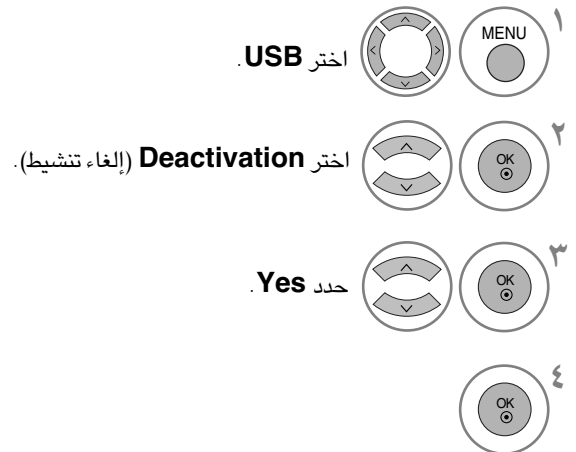 ١ MENU اختر USB.
٢ OK اختر Deactivation (إلغاء تنشيط).
٣ OK حدد Yes.
٤ OK